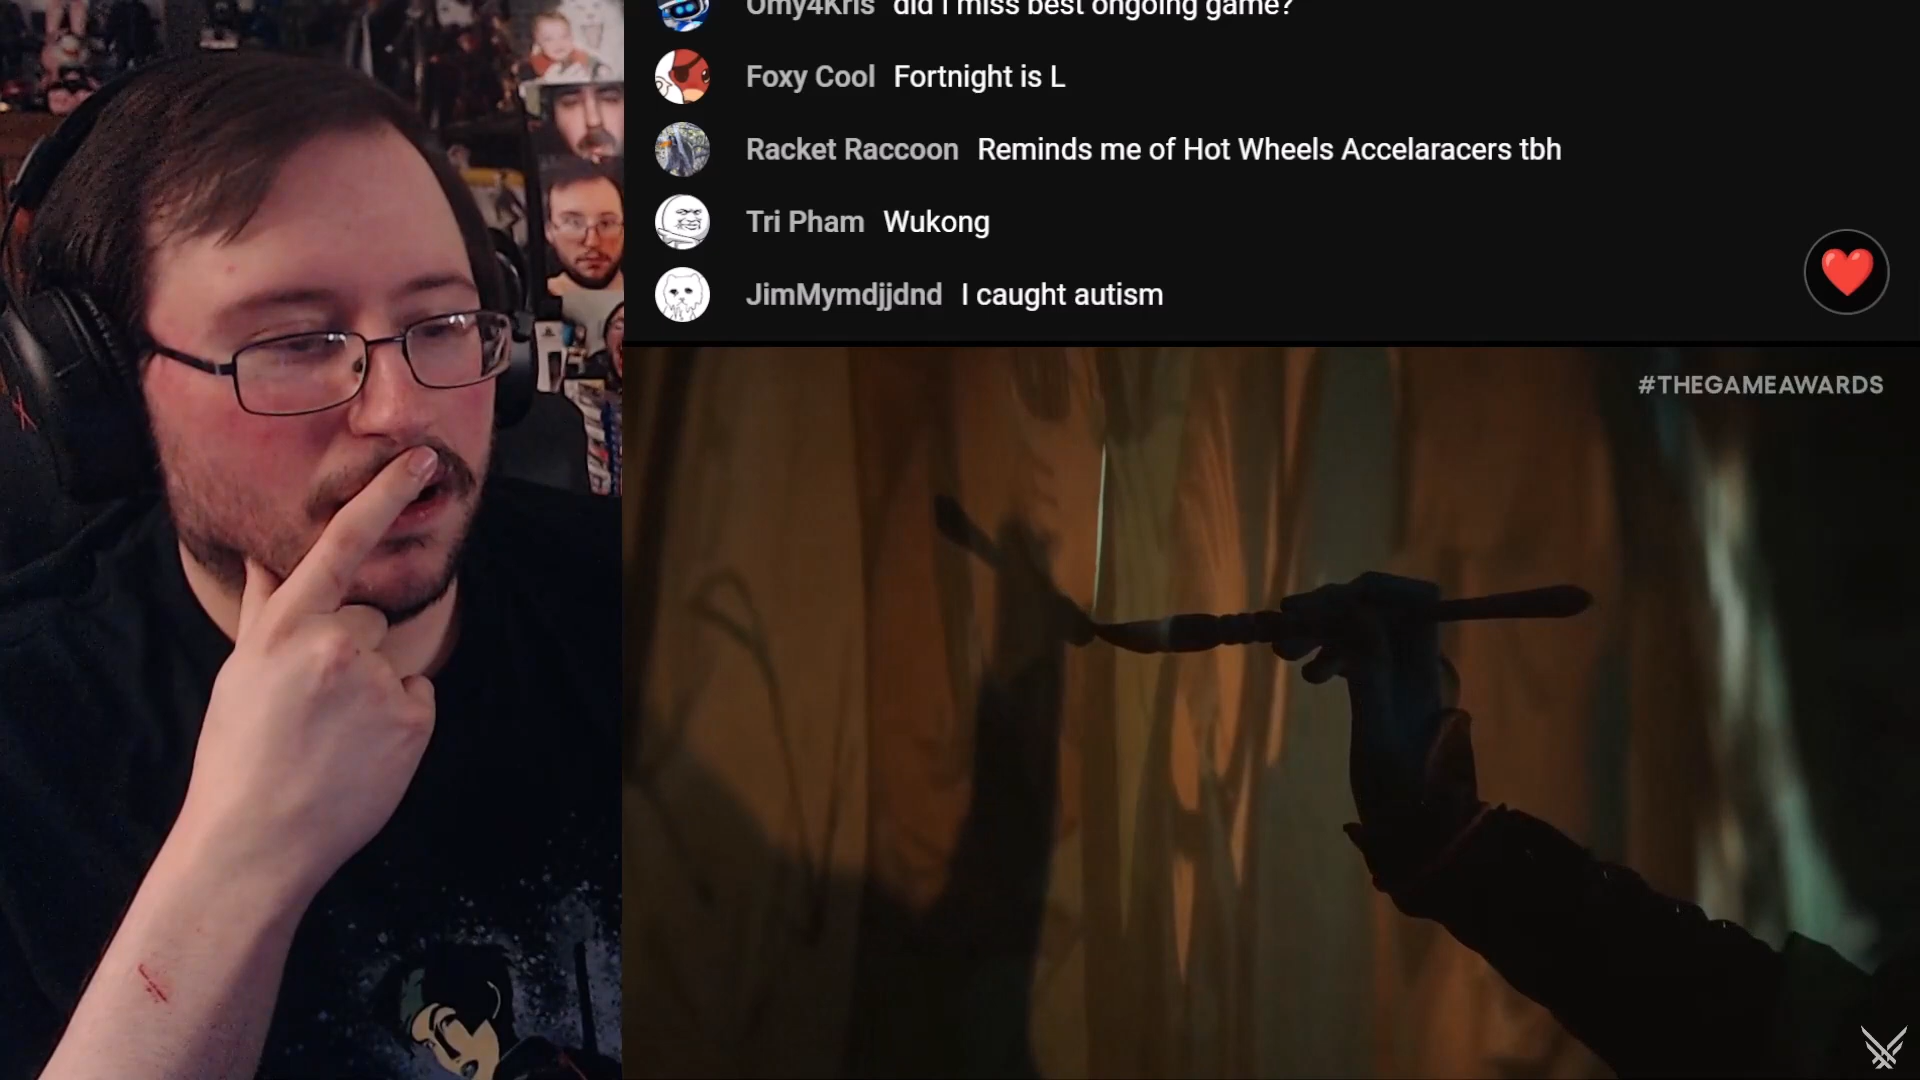 Omy4Kris did I miss best ongoing game?
Foxy Cool Fortnight is L
Racket Raccoon Reminds me of Hot Wheels Accelaracers tbh
Tri Pham Wukong
JimMymdjjdnd I caught autism
#THEGAMEAWARDS